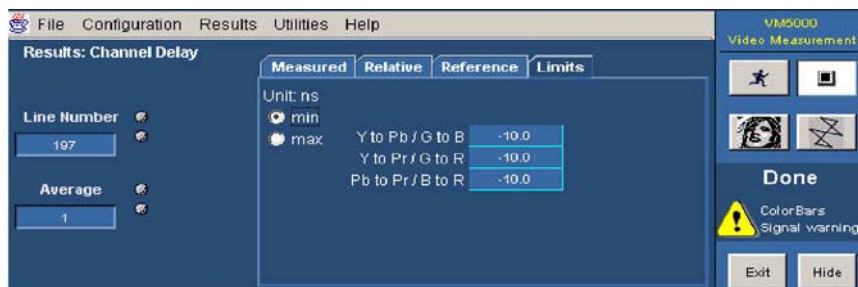 File Configuration Results Utilities Help
VM5000
Video Measurement
Results: Channel Delay
Measured Relative Reference Limits
Unit: ns
min
max
Line Number
197
Y to Pb / G to B -10.0
Y to Pr / G to R -10.0
Pb to Pr / B to R -10.0
Average
1
Done
ColorBars
Signal warning
Exit Hide